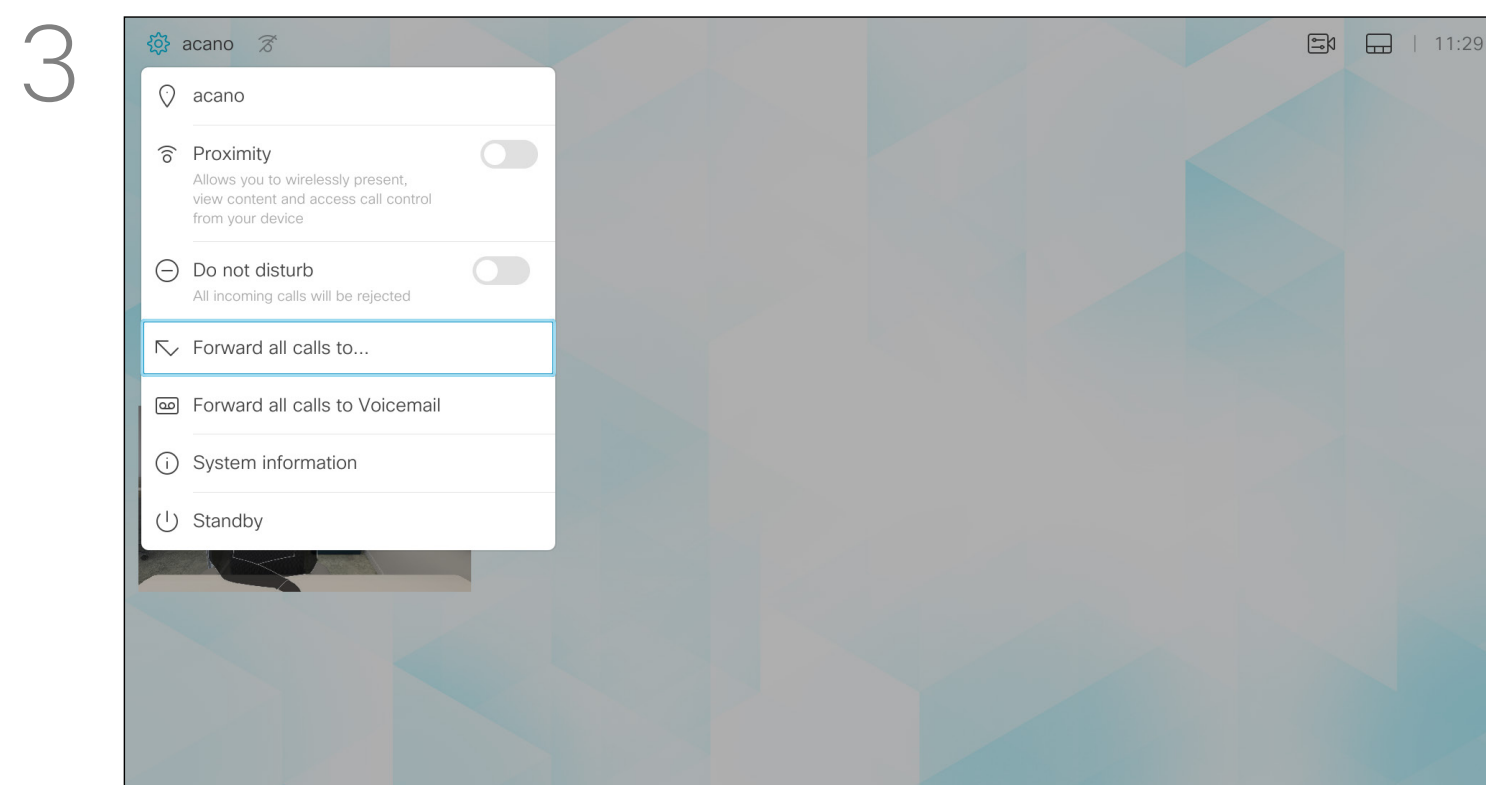 3
acano
11:29
acano
Proximity
Allows you to wirelessly present,
view content and access call control
from your device
Do not disturb
All incoming calls will be rejected
Forward all calls to...
Forward all calls to Voicemail
System information
Standby